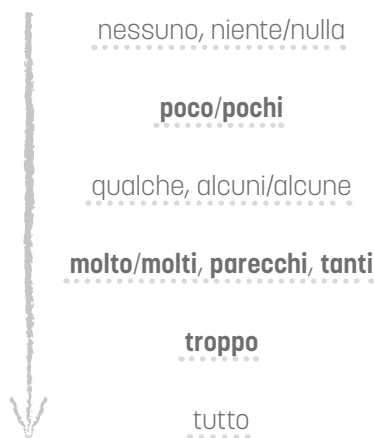 nessuno, niente/nulla
poco/pochi
qualche, alcuni/alcune
molto/molti, parecchi, tanti
troppo
tutto